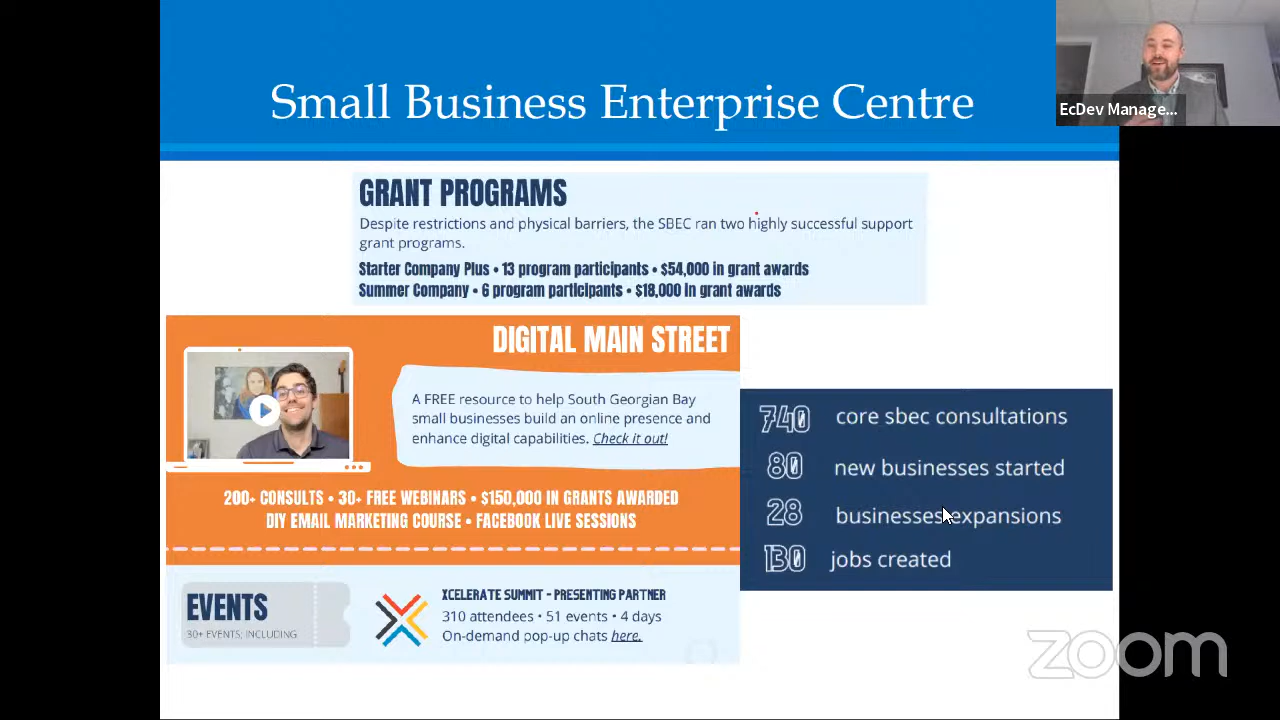 Small Business Enterprise Centre
EcDev Manage...
GRANT PROGRAMS
Despite restrictions and physical barriers, the SBEC ran two highly successful support
grant programs.
Starter Company Plus • 13 program participants • $54,000 in grant awards
Summer Company • 6 program participants • $18,000 in grant awards
DIGITAL MAIN STREET
A FREE resource to help South Georgian Bay
small businesses build an online presence and
enhance digital capabilities. Check it out!
200+ CONSULTS • 30+ FREE WEBINARS • $150,000 IN GRANTS AWARDED
DIY EMAIL MARKETING COURSE • FACEBOOK LIVE SESSIONS
740 core sbec consultations
80 new businesses started
28 businesses expansions
130 jobs created
EVENTS
30+ EVENTS, INCLUDING
XCELERATE SUMMIT - PRESENTING PARTNER
310 attendees • 51 events • 4 days
On-demand pop-up chats here.
zoom